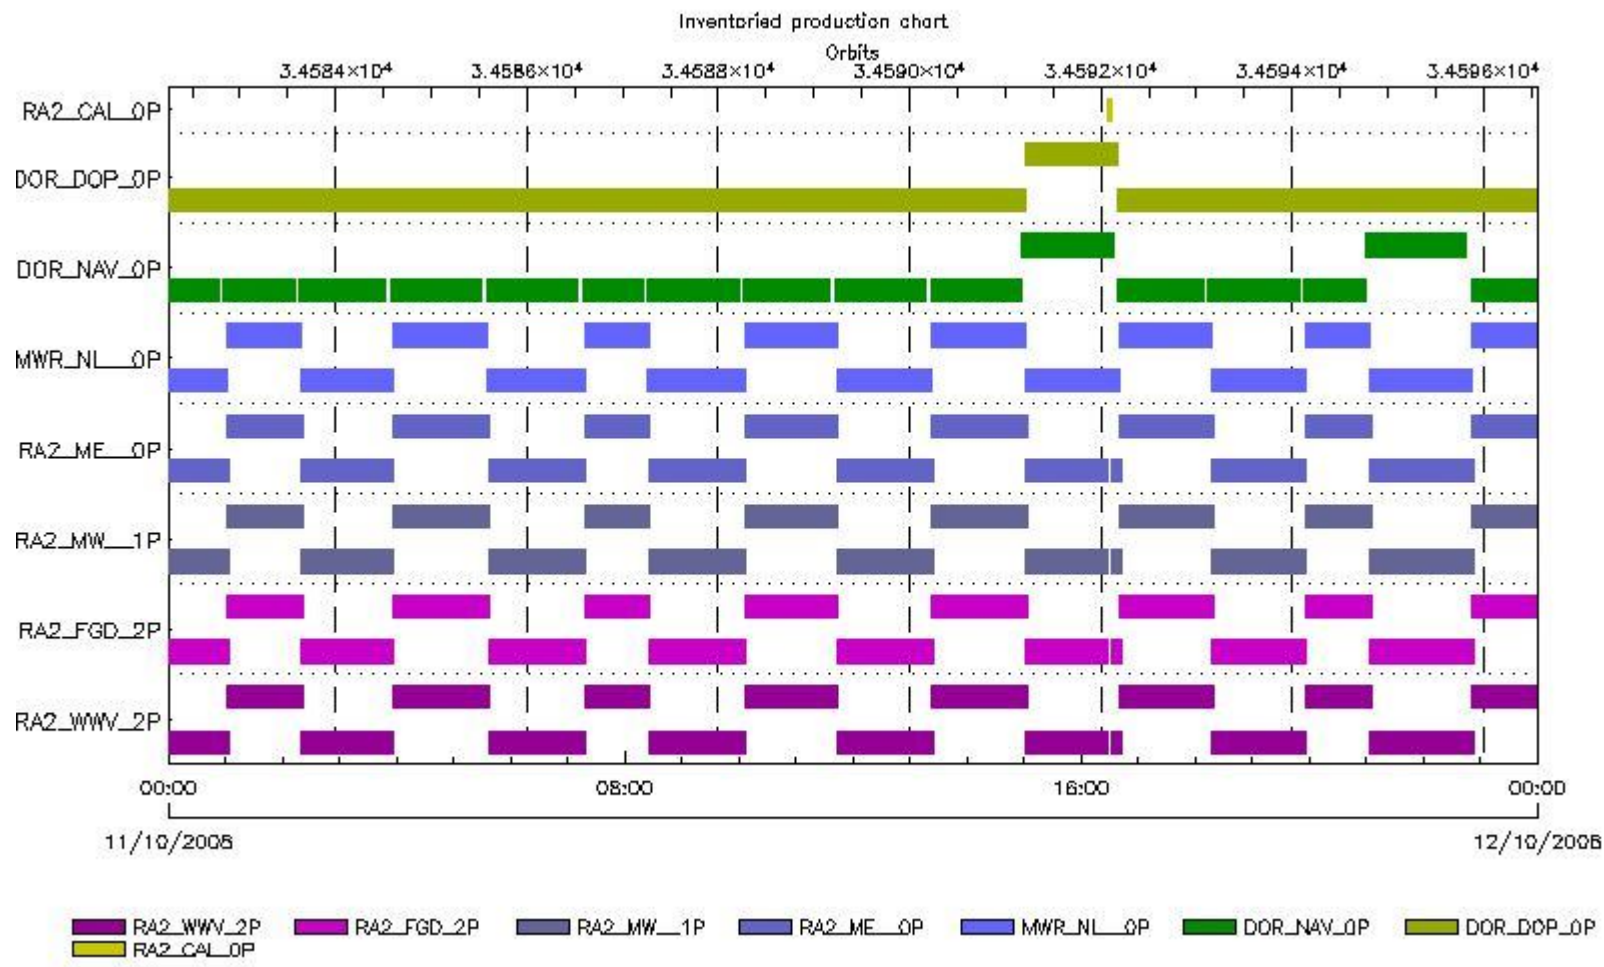 Inventoried production chart
Orbits
3.4584×10⁴ 3.4586×10⁴ 3.4588×10⁴ 3.4590×10⁴ 3.4592×10⁴ 3.4594×10⁴ 3.4596×10⁴
RA2_CAL_0P
DOR_DOP_0P
DOR_NAV_0P
MWR_NL__0P
RA2_ME__0P
RA2_MW__1P
RA2_FGD_2P
RA2_WWV_2P
00:00 08:00 16:00 00:00
11/10/2008 12/10/2008
RA2_WWV_2P RA2_FGD_2P RA2_MW__1P RA2_ME__0P MWR_NL__0P DOR_NAV_0P DOR_DOP_0P
RA2_CAL_0P